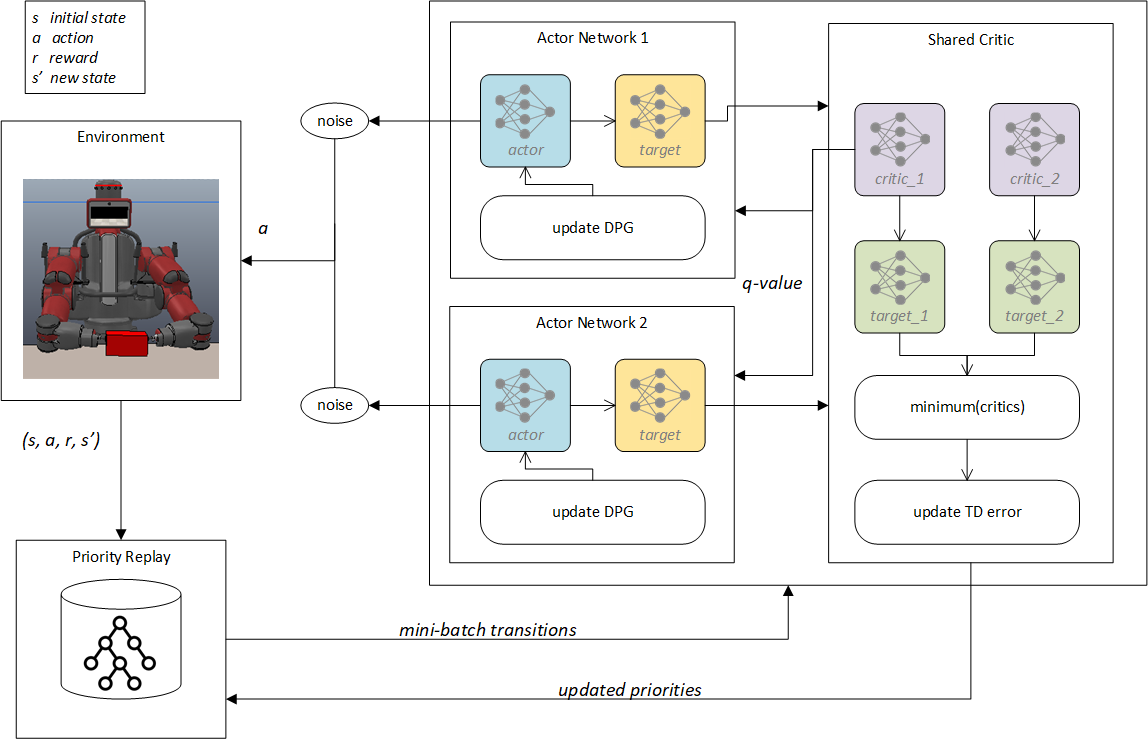 s initial state
a action
r reward
s’ new state
Environment
a
(s, a, r, s’)
Priority Replay
noise
noise
Actor Network 1
actor
target
update DPG
Actor Network 2
actor
target
update DPG
q-value
Shared Critic
critic_1
critic_2
target_1
target_2
minimum(critics)
update TD error
mini-batch transitions
updated priorities